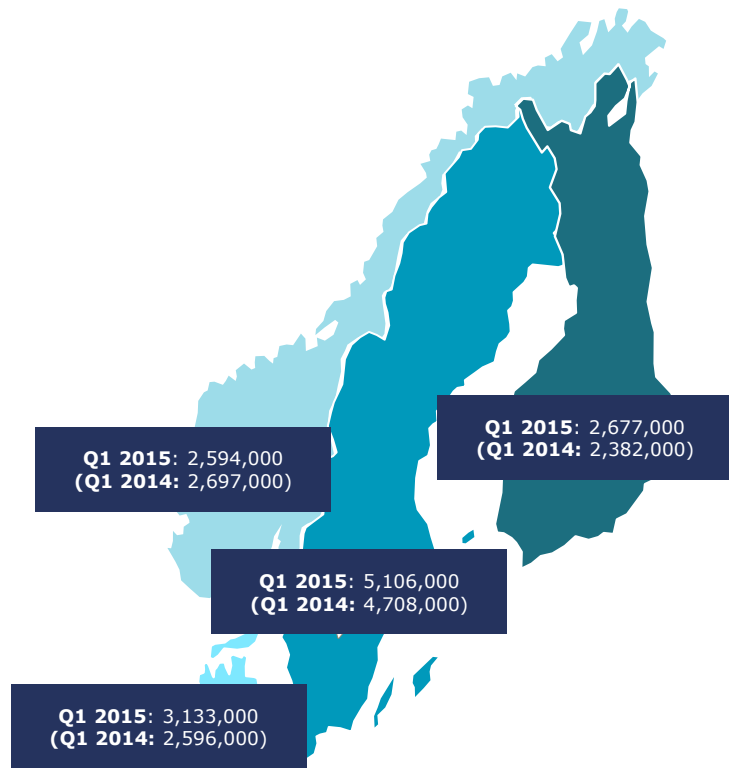 Q1 2015: 2,677,000
(Q1 2014: 2,382,000)
Q1 2015: 2,594,000
(Q1 2014: 2,697,000)
Q1 2015: 5,106,000
(Q1 2014: 4,708,000)
Q1 2015: 3,133,000
(Q1 2014: 2,596,000)